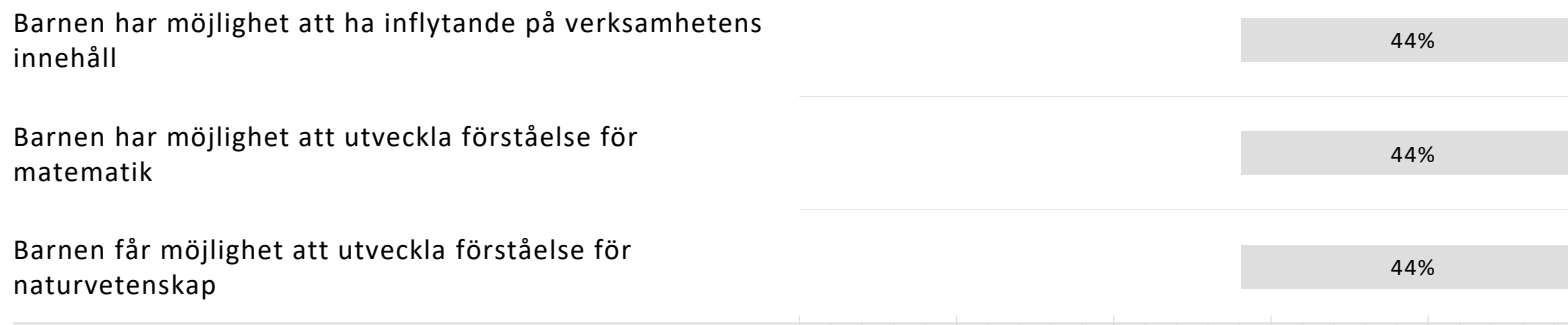 Barnen har möjlighet att ha inflytande på verksamhetens
innehåll
44%
Barnen har möjlighet att utveckla förståelse för
matematik
44%
Barnen får möjlighet att utveckla förståelse för
naturvetenskap
44%